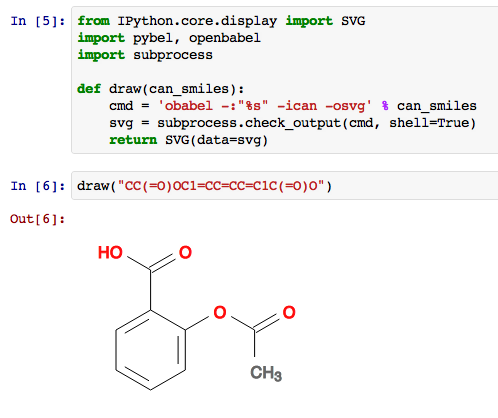 In [5]: from IPython.core.display import SVG
import pybel, openbabel
import subprocess
def draw(can_smiles):
    cmd = 'obabel -:"%s" -ican -osvg' % can_smiles
    svg = subprocess.check_output(cmd, shell=True)
    return SVG(data=svg)
In [6]: draw("CC(=O)OC1=CC=CC=C1C(=O)O")
Out[6]:
HO O
O O
CH3